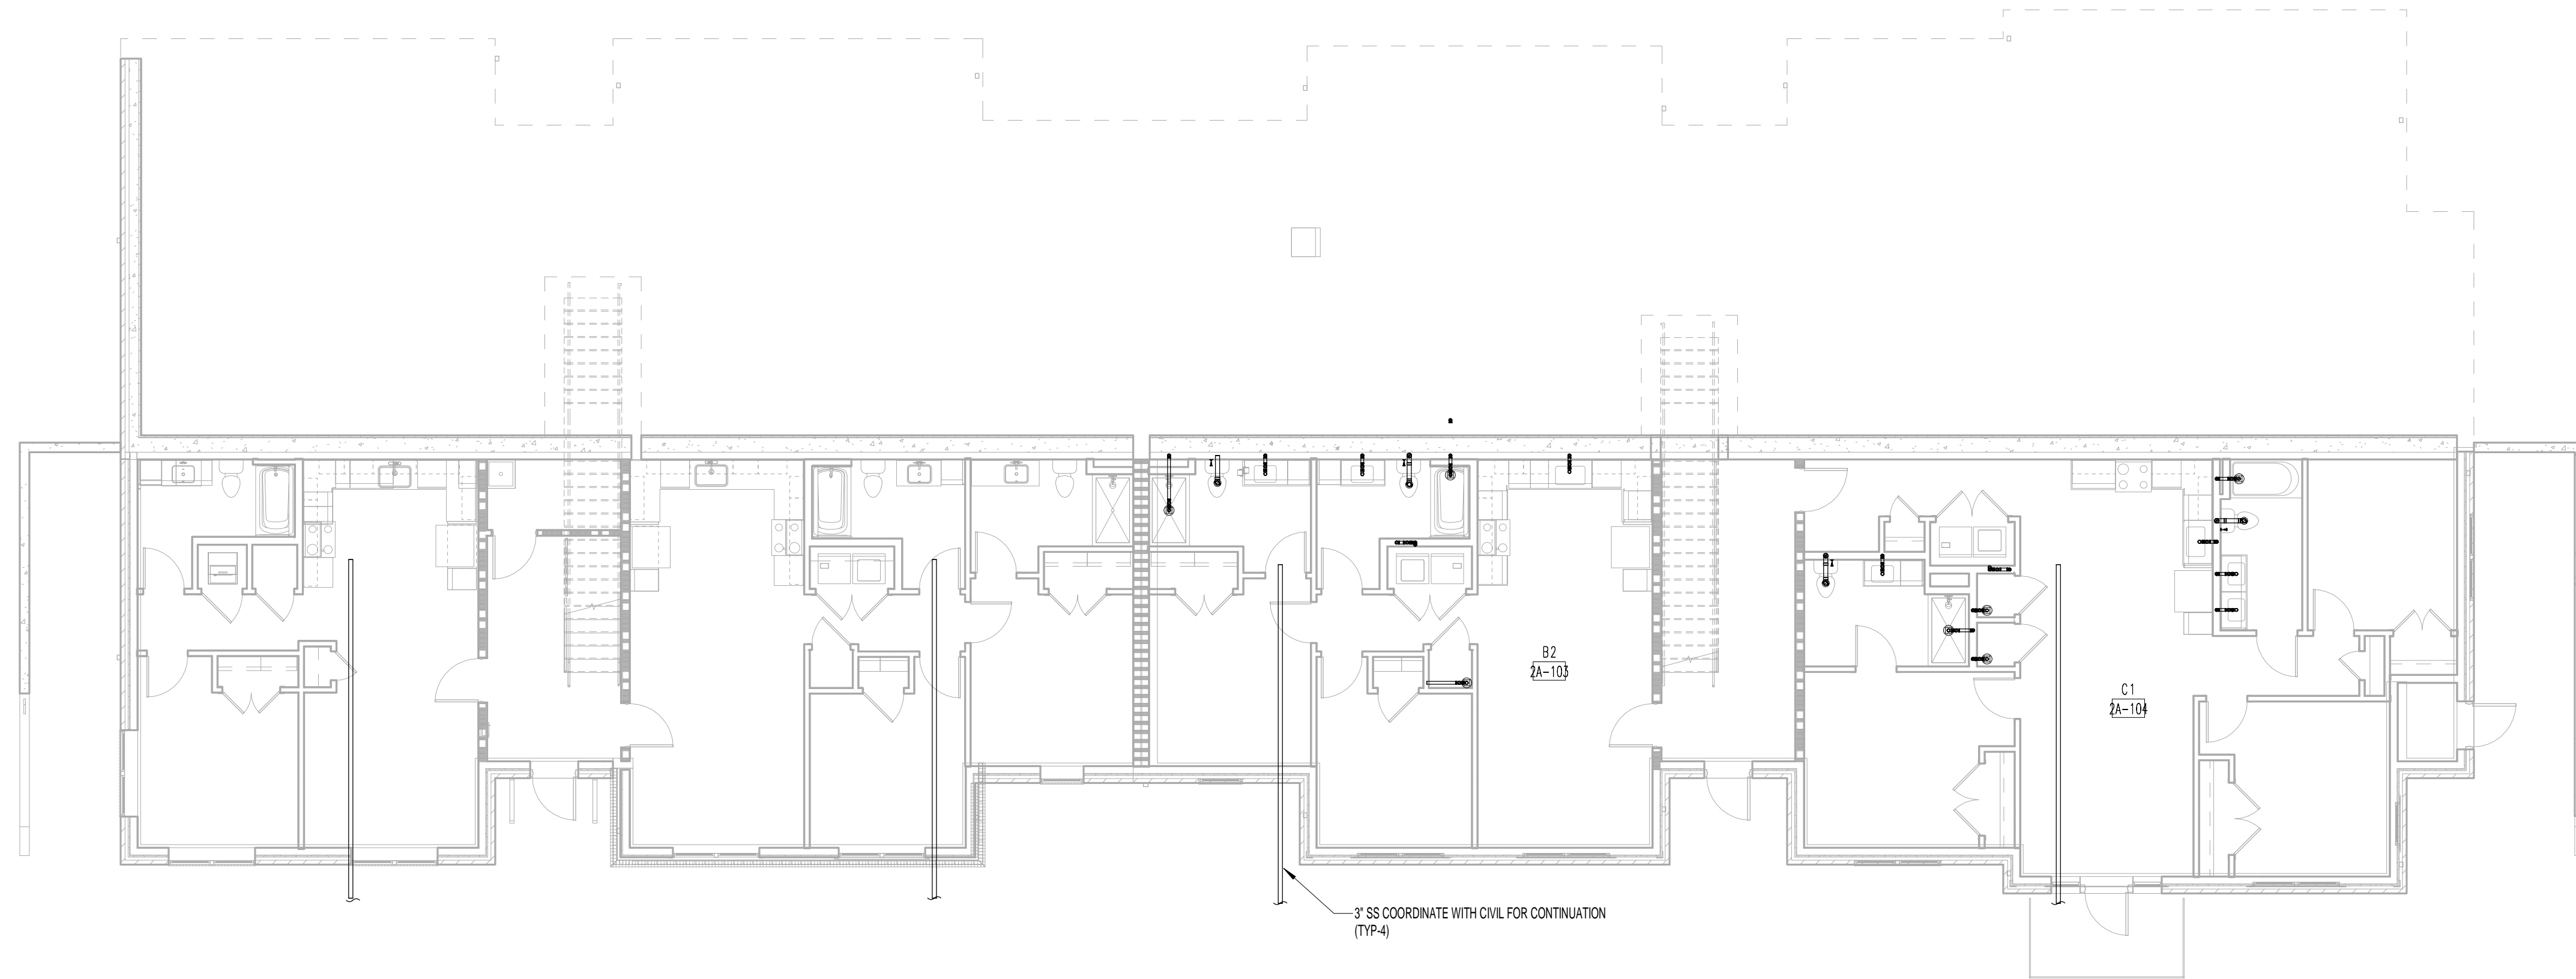 B2
2A-103
C1
2A-104
3" SS COORDINATE WITH CIVIL FOR CONTINUATION
(TYP-4)